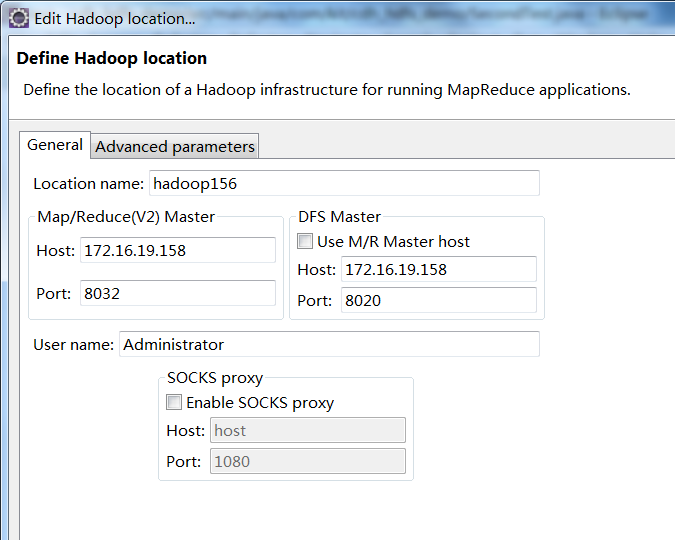 Edit Hadoop location...
Define Hadoop location
Define the location of a Hadoop infrastructure for running MapReduce applications.
General Advanced parameters
Location name: hadoop156
Map/Reduce(V2) Master
Host: 172.16.19.158
Port: 8032
DFS Master
Use M/R Master host
Host: 172.16.19.158
Port: 8020
User name: Administrator
SOCKS proxy
Enable SOCKS proxy
Host: host
Port: 1080